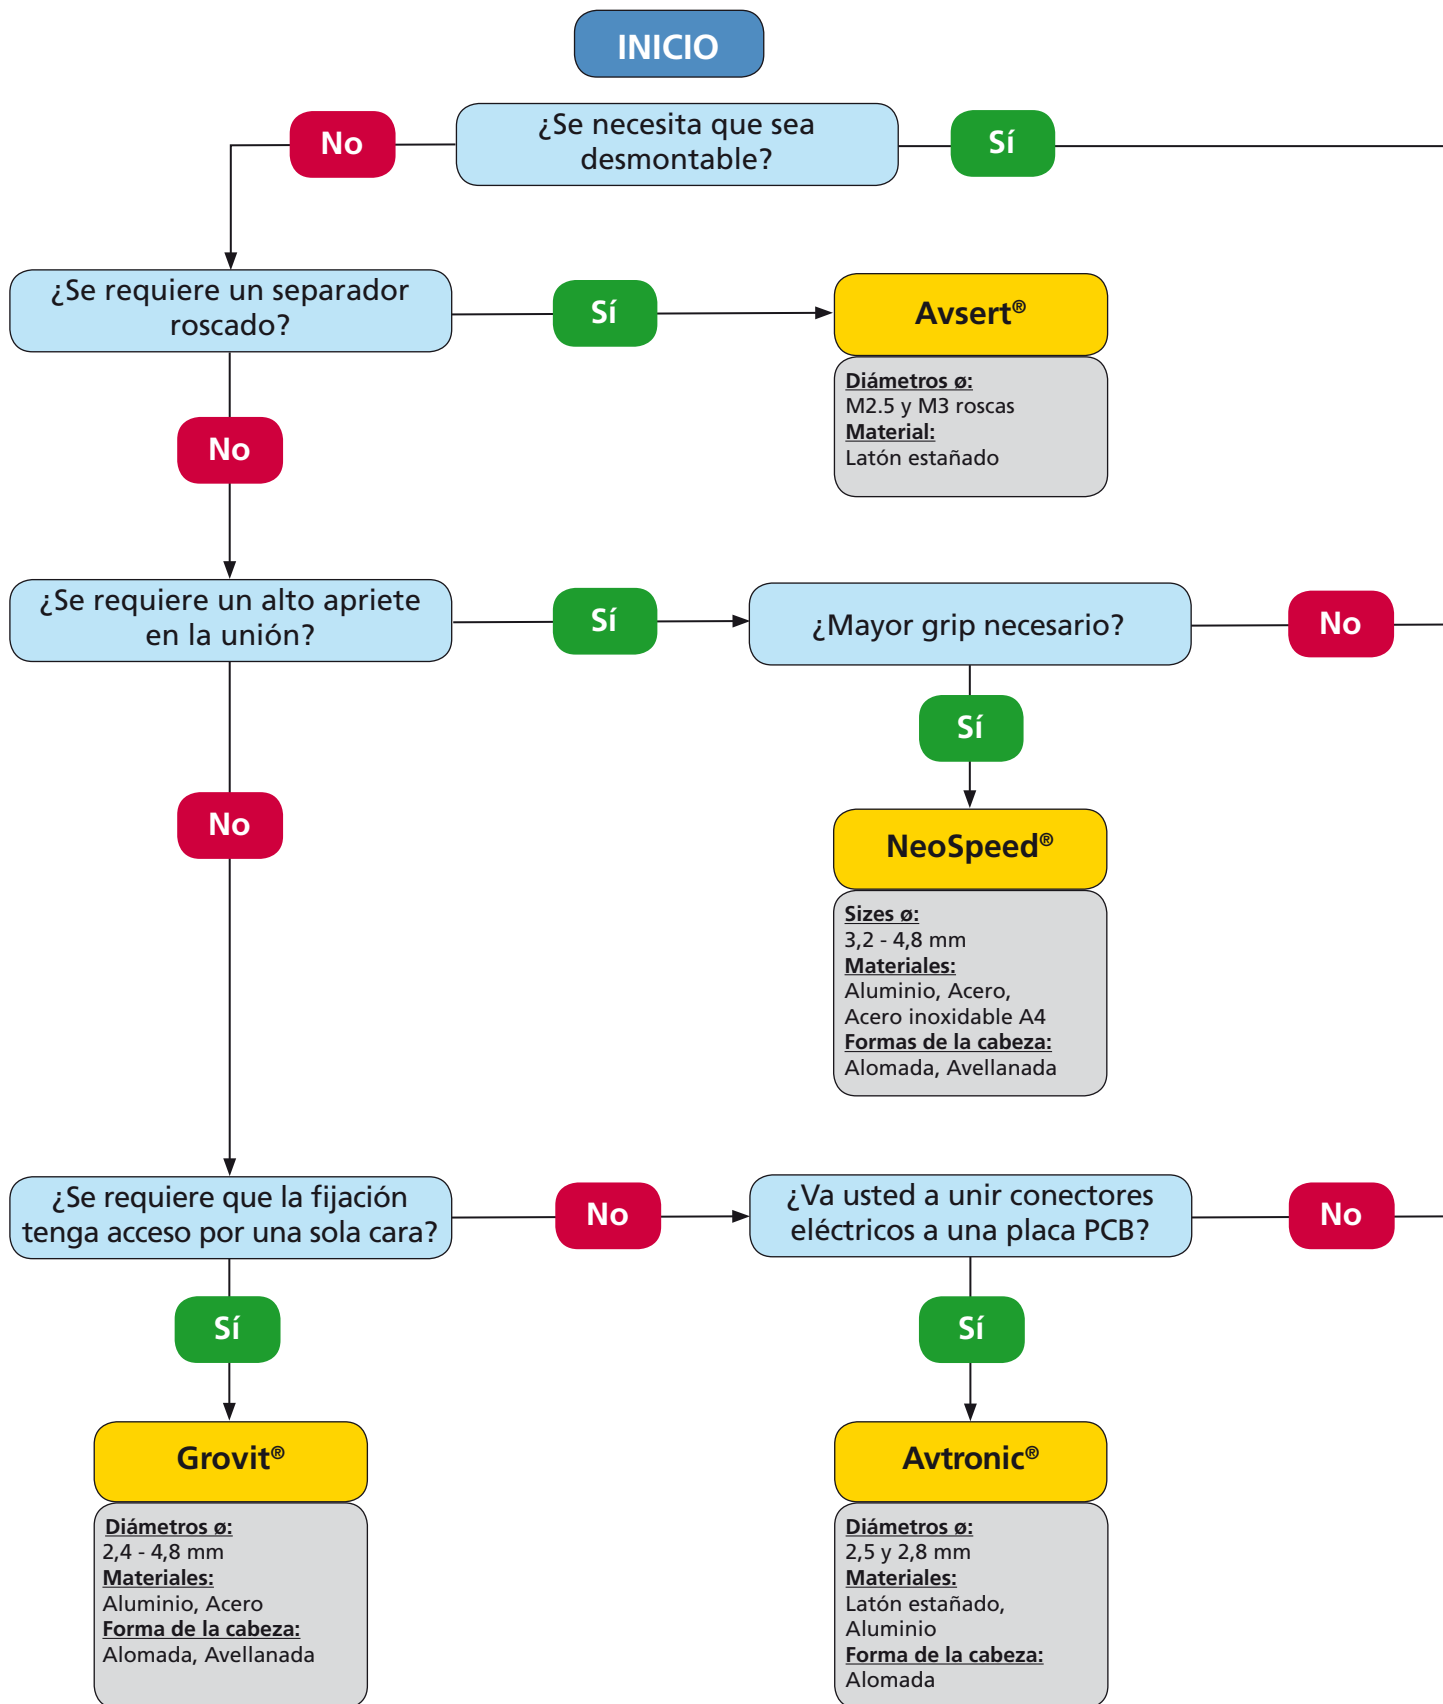 INICIO
No
¿Se necesita que sea
desmontable?
Sí
¿Se requiere un separador
roscado?
Sí
Avsert®
Diámetros ø:
M2.5 y M3 roscas
Material:
Latón estañado
No
¿Se requiere un alto apriete
en la unión?
Sí
¿Mayor grip necesario?
No
Sí
No
NeoSpeed®
Sizes ø:
3,2 - 4,8 mm
Materiales:
Aluminio, Acero,
Acero inoxidable A4
Formas de la cabeza:
Alomada, Avellanada
¿Se requiere que la fijación
tenga acceso por una sola cara?
No
¿Va usted a unir conectores
eléctricos a una placa PCB?
No
Sí
Sí
Grovit®
Diámetros ø:
2,4 - 4,8 mm
Materiales:
Aluminio, Acero
Forma de la cabeza:
Alomada, Avellanada
Avtronic®
Diámetros ø:
2,5 y 2,8 mm
Materiales:
Latón estañado,
Aluminio
Forma de la cabeza:
Alomada